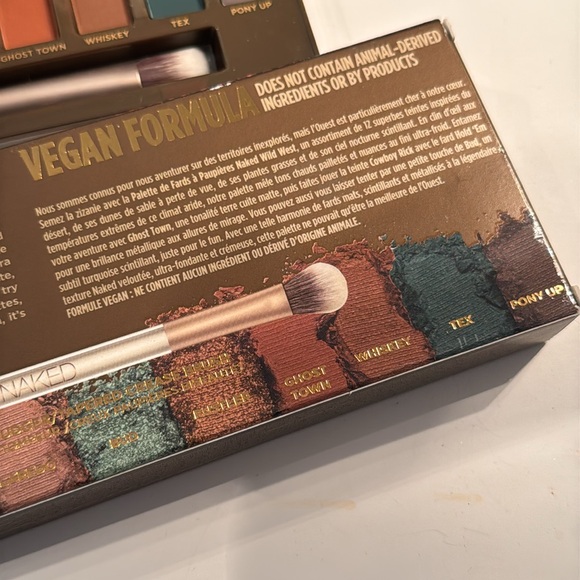 GHOST TOWN
WHISKEY
TEX
PONY UP
VEGAN FORMULA
DOES NOT CONTAIN ANIMAL-DERIVED
INGREDIENTS OR BY PRODUCTS
Nous sommes connus pour nous aventurer sur des territoires inexplorés, mais l'Ouest est particulièrement cher à notre cœur.
Semez la zizanie avec la Palette de Fards à Paupières Naked Wild West, un assortiment de 12 superbes teintes inspirées du
désert, de ses dunes de sable à perte de vue, de ses plantes grasses et de son ciel nocturne scintillant. En clin d'œil aux
températures extrêmes de ce climat aride, notre palette mêle tons chauds pailletés et nuances au fini ultra-froid. Entamez
votre aventure avec Ghost Town, une tonalité terre cuite matte, puis faites jouer la teinte Cowboy Rick avec le fard Hold 'Em
pour une brillance métallique aux allures de mirage. Vous pouvez aussi vous laisser tenter par une petite touche de Bud, en
subtil turquoise scintillant, juste pour le fun. Avec une telle harmonie de fards mats, scintillants et métallisés à la légendaire
texture Naked veloutée, ultra-fondante et crémeuse, cette palette ne pouvait qu'être la meilleure de l'Ouest.
FORMULE VEGAN : NE CONTIENT AUCUN INGRÉDIENT OU DÉRIVÉ D'ORIGINE ANIMALE.
try
it's
NAKED
BUD
HUSTLER
GHOST
TOWN
WHISKEY
TEX
PONY UP